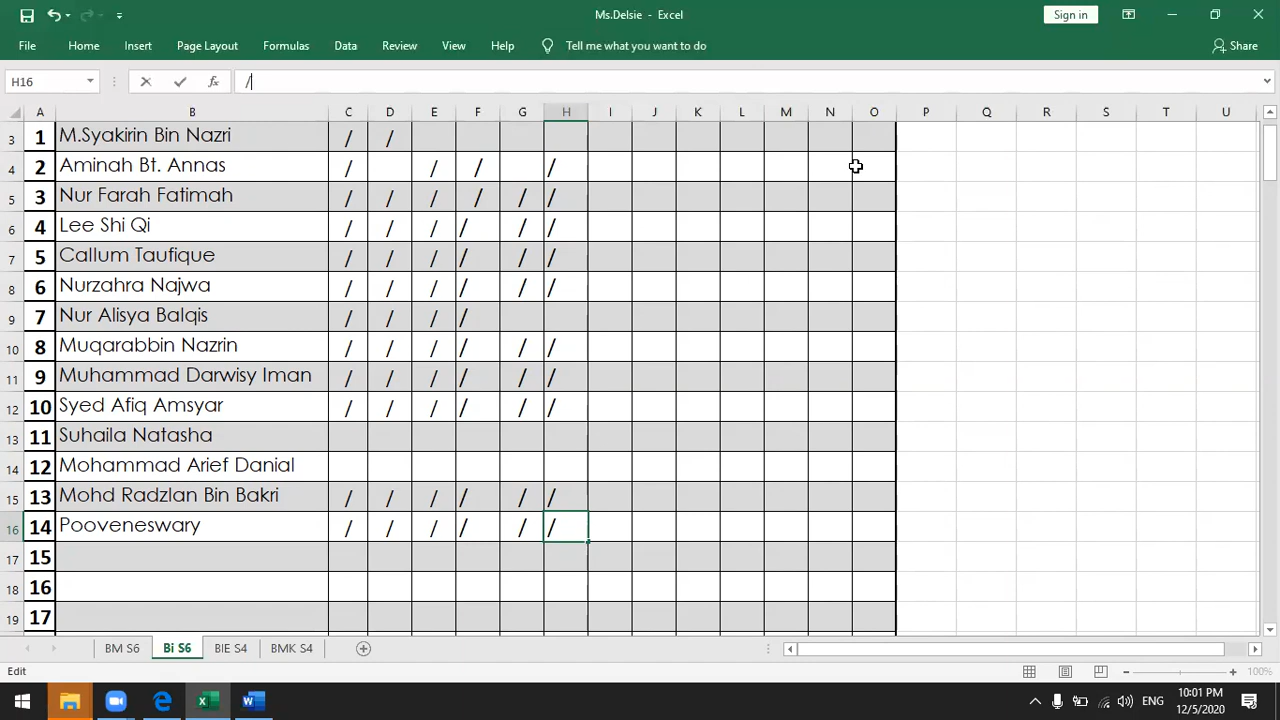 Ms.Delsie - Excel
Sign in
File Home Insert Page Layout Formulas Data Review View Help Tell me what you want to do Share
H16 fx /
A B C D E F G H I J K L M N O P Q R S T U
3 1 M.Syakirin Bin Nazri / /
4 2 Aminah Bt. Annas / / / /
5 3 Nur Farah Fatimah / / / / / /
6 4 Lee Shi Qi / / / / / /
7 5 Callum Taufique / / / / / /
8 6 Nurzahra Najwa / / / / / /
9 7 Nur Alisya Balqis / / / /
10 8 Muqarabbin Nazrin / / / / / /
11 9 Muhammad Darwisy Iman / / / / / /
12 10 Syed Afiq Amsyar / / / / / /
13 11 Suhaila Natasha
14 12 Mohammad Arief Danial
15 13 Mohd Radzlan Bin Bakri / / / / / /
16 14 Pooveneswary / / / / / /
17 15
18 16
19 17
BM S6 Bi S6 BIE S4 BMK S4
Edit 100%
ENG 10:01 PM
12/5/2020